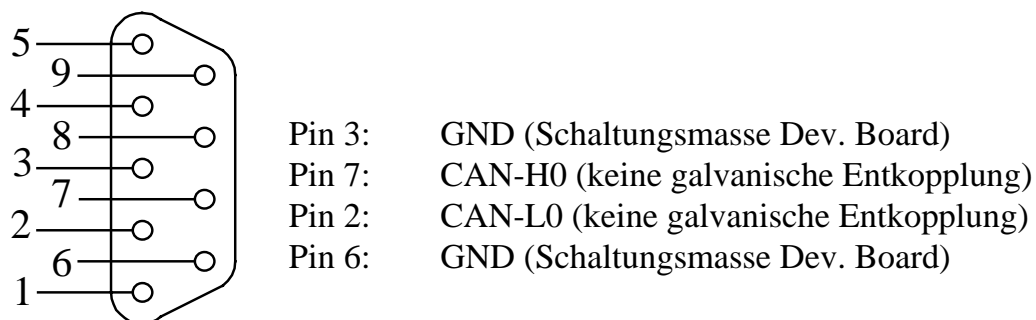 5
9
4
8
3
7
2
6
1
Pin 3: GND (Schaltungsmasse Dev. Board)
Pin 7: CAN-H0 (keine galvanische Entkopplung)
Pin 2: CAN-L0 (keine galvanische Entkopplung)
Pin 6: GND (Schaltungsmasse Dev. Board)